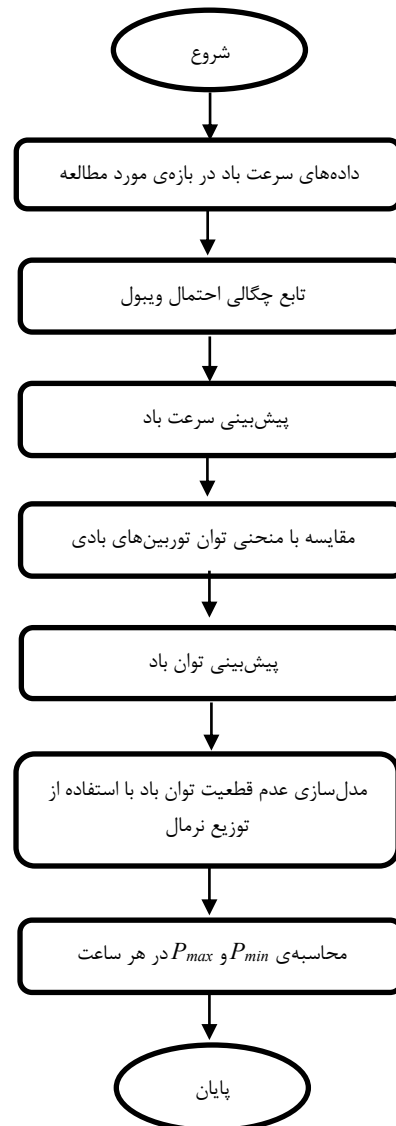 شروع
داده‌های سرعت باد در بازه‌ی مورد مطالعه
تابع چگالی احتمال ویبول
پیش‌بینی سرعت باد
مقایسه با منحنی توان توربین‌های بادی
پیش‌بینی توان باد
مدل‌سازی عدم قطعیت توان باد با استفاده از
توزیع نرمال
محاسبه‌ی Pmin و Pmax در هر ساعت
پایان